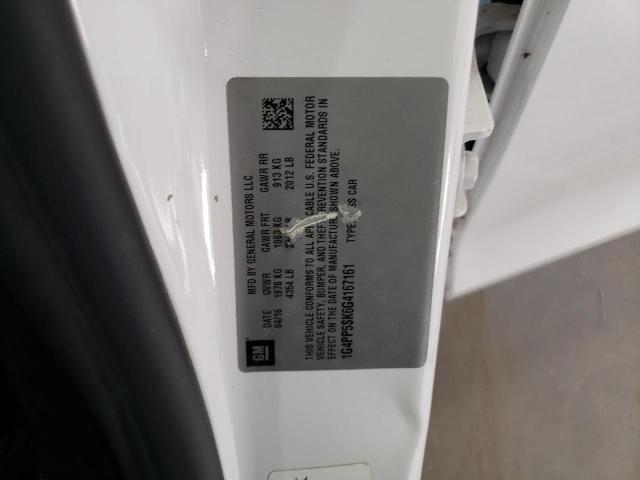 MFD BY GENERAL MOTORS LLC
04/16 GVWR GAWR FRT GAWR RR
1976 KG 1063 KG 913 KG
4354 LB LB 2012 LB
THIS VEHICLE CONFORMS TO ALL APPLICABLE U.S. FEDERAL MOTOR
VEHICLE SAFETY, BUMPER, AND THEFT PREVENTION STANDARDS IN
EFFECT ON THE DATE OF MANUFACTURE SHOWN ABOVE.
1G4PP5SK6G4167161 TYPE: CAR
GM